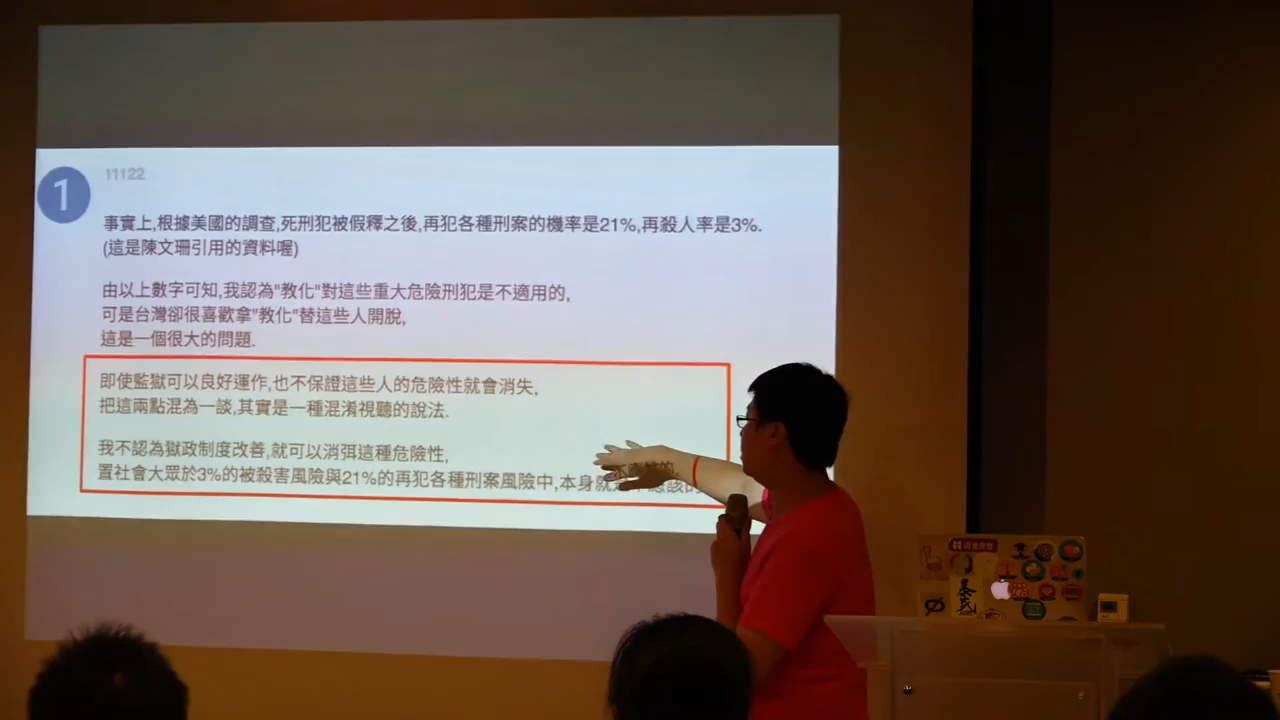 1
11122
事實上,根據美國的調查,死刑犯被假釋之後,再犯各種刑案的機率是21%,再殺人率是3%.
(這是陳文珊引用的資料喔)
由以上數字可知,我認為"教化"對這些重大危險刑犯是不適用的,
可是台灣卻很喜歡拿"教化"替這些人開脫,
這是一個很大的問題.
即使監獄可以良好運作,也不保證這些人的危險性就會消失,
把這兩點混為一談,其實是一種混淆視聽的說法.
我不認為獄政制度改善,就可以消弭這種危險性,
置社會大眾於3%的被殺害風險與21%的再犯各種刑案風險中,本身就是不應該的
暴民